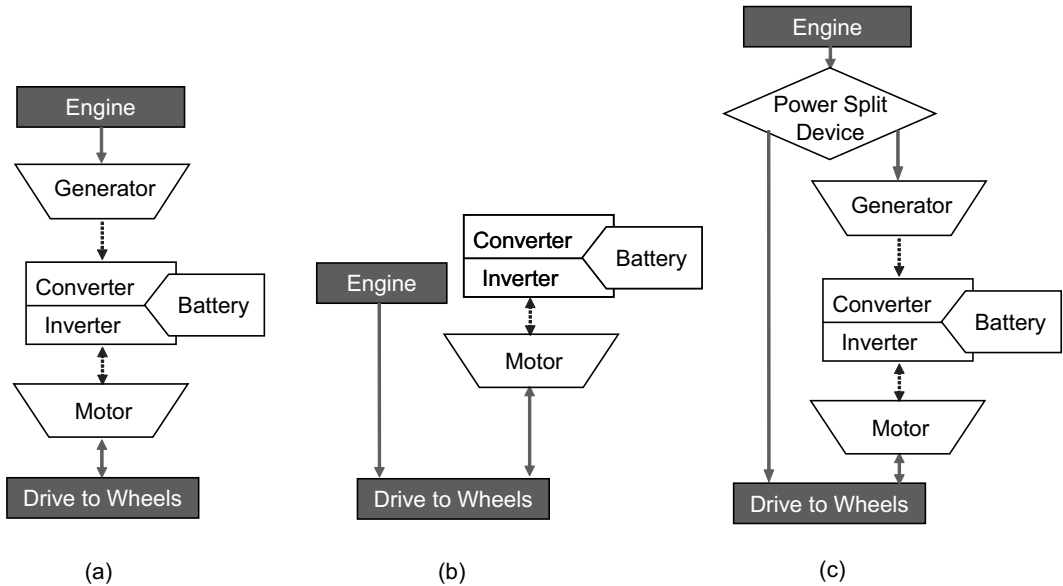 Engine
Generator
Converter
Inverter
Battery
Motor
Drive to Wheels
(a)
Engine
Converter
Inverter
Battery
Motor
Drive to Wheels
(b)
Engine
Power Split
Device
Generator
Converter
Inverter
Battery
Motor
Drive to Wheels
(c)